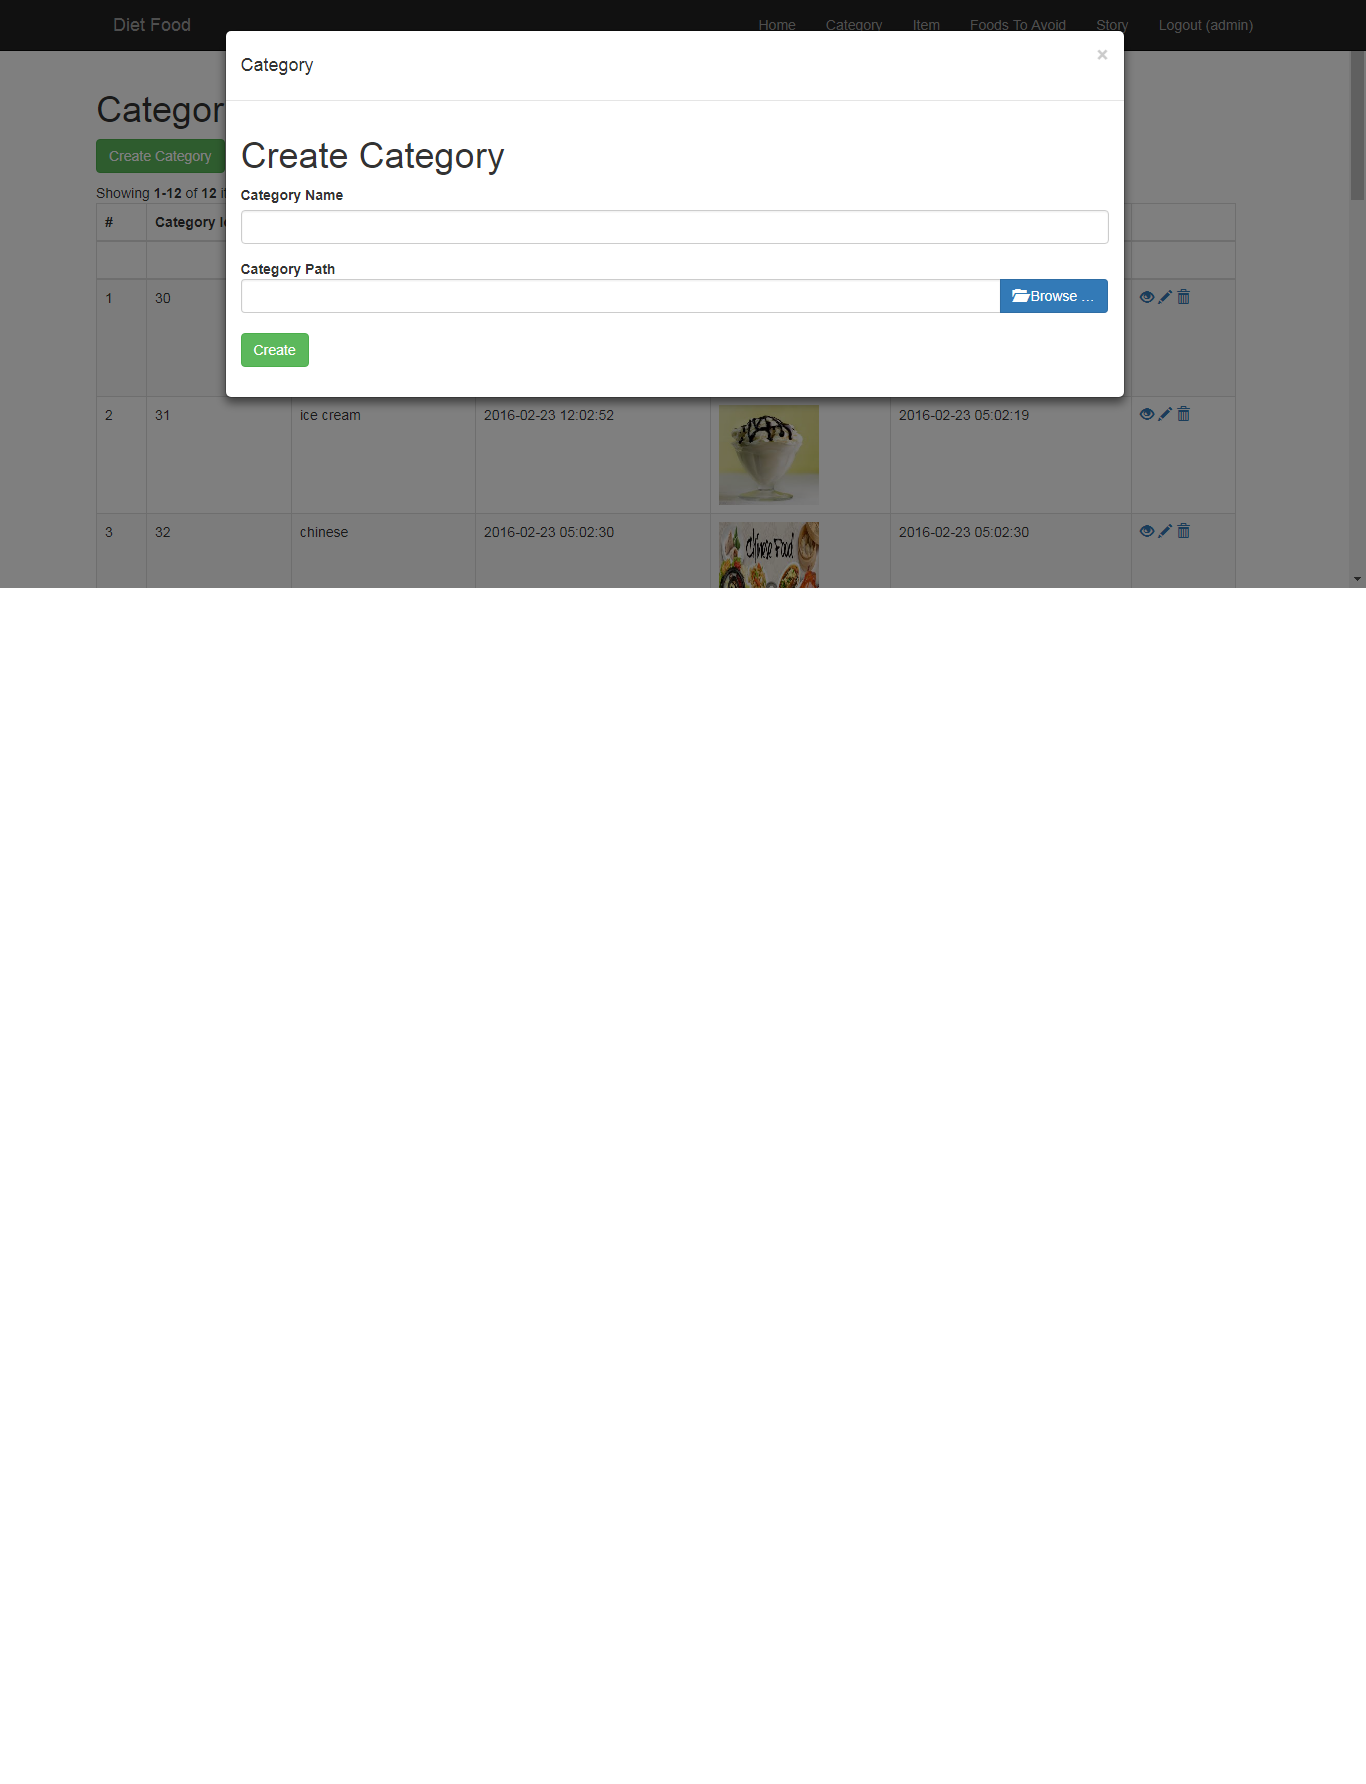 Diet Food Home Category Item Foods To Avoid Story Logout (admin)
Category ×
Categor
Create Category
Create Category
Category Name
Showing 1-12 of 12
# Category
Category Path
Browse ...
1 30
Create
2 31 ice cream 2016-02-23 12:02:52 2016-02-23 05:02:19
3 32 chinese 2016-02-23 05:02:30 Chinese Food 2016-02-23 05:02:30